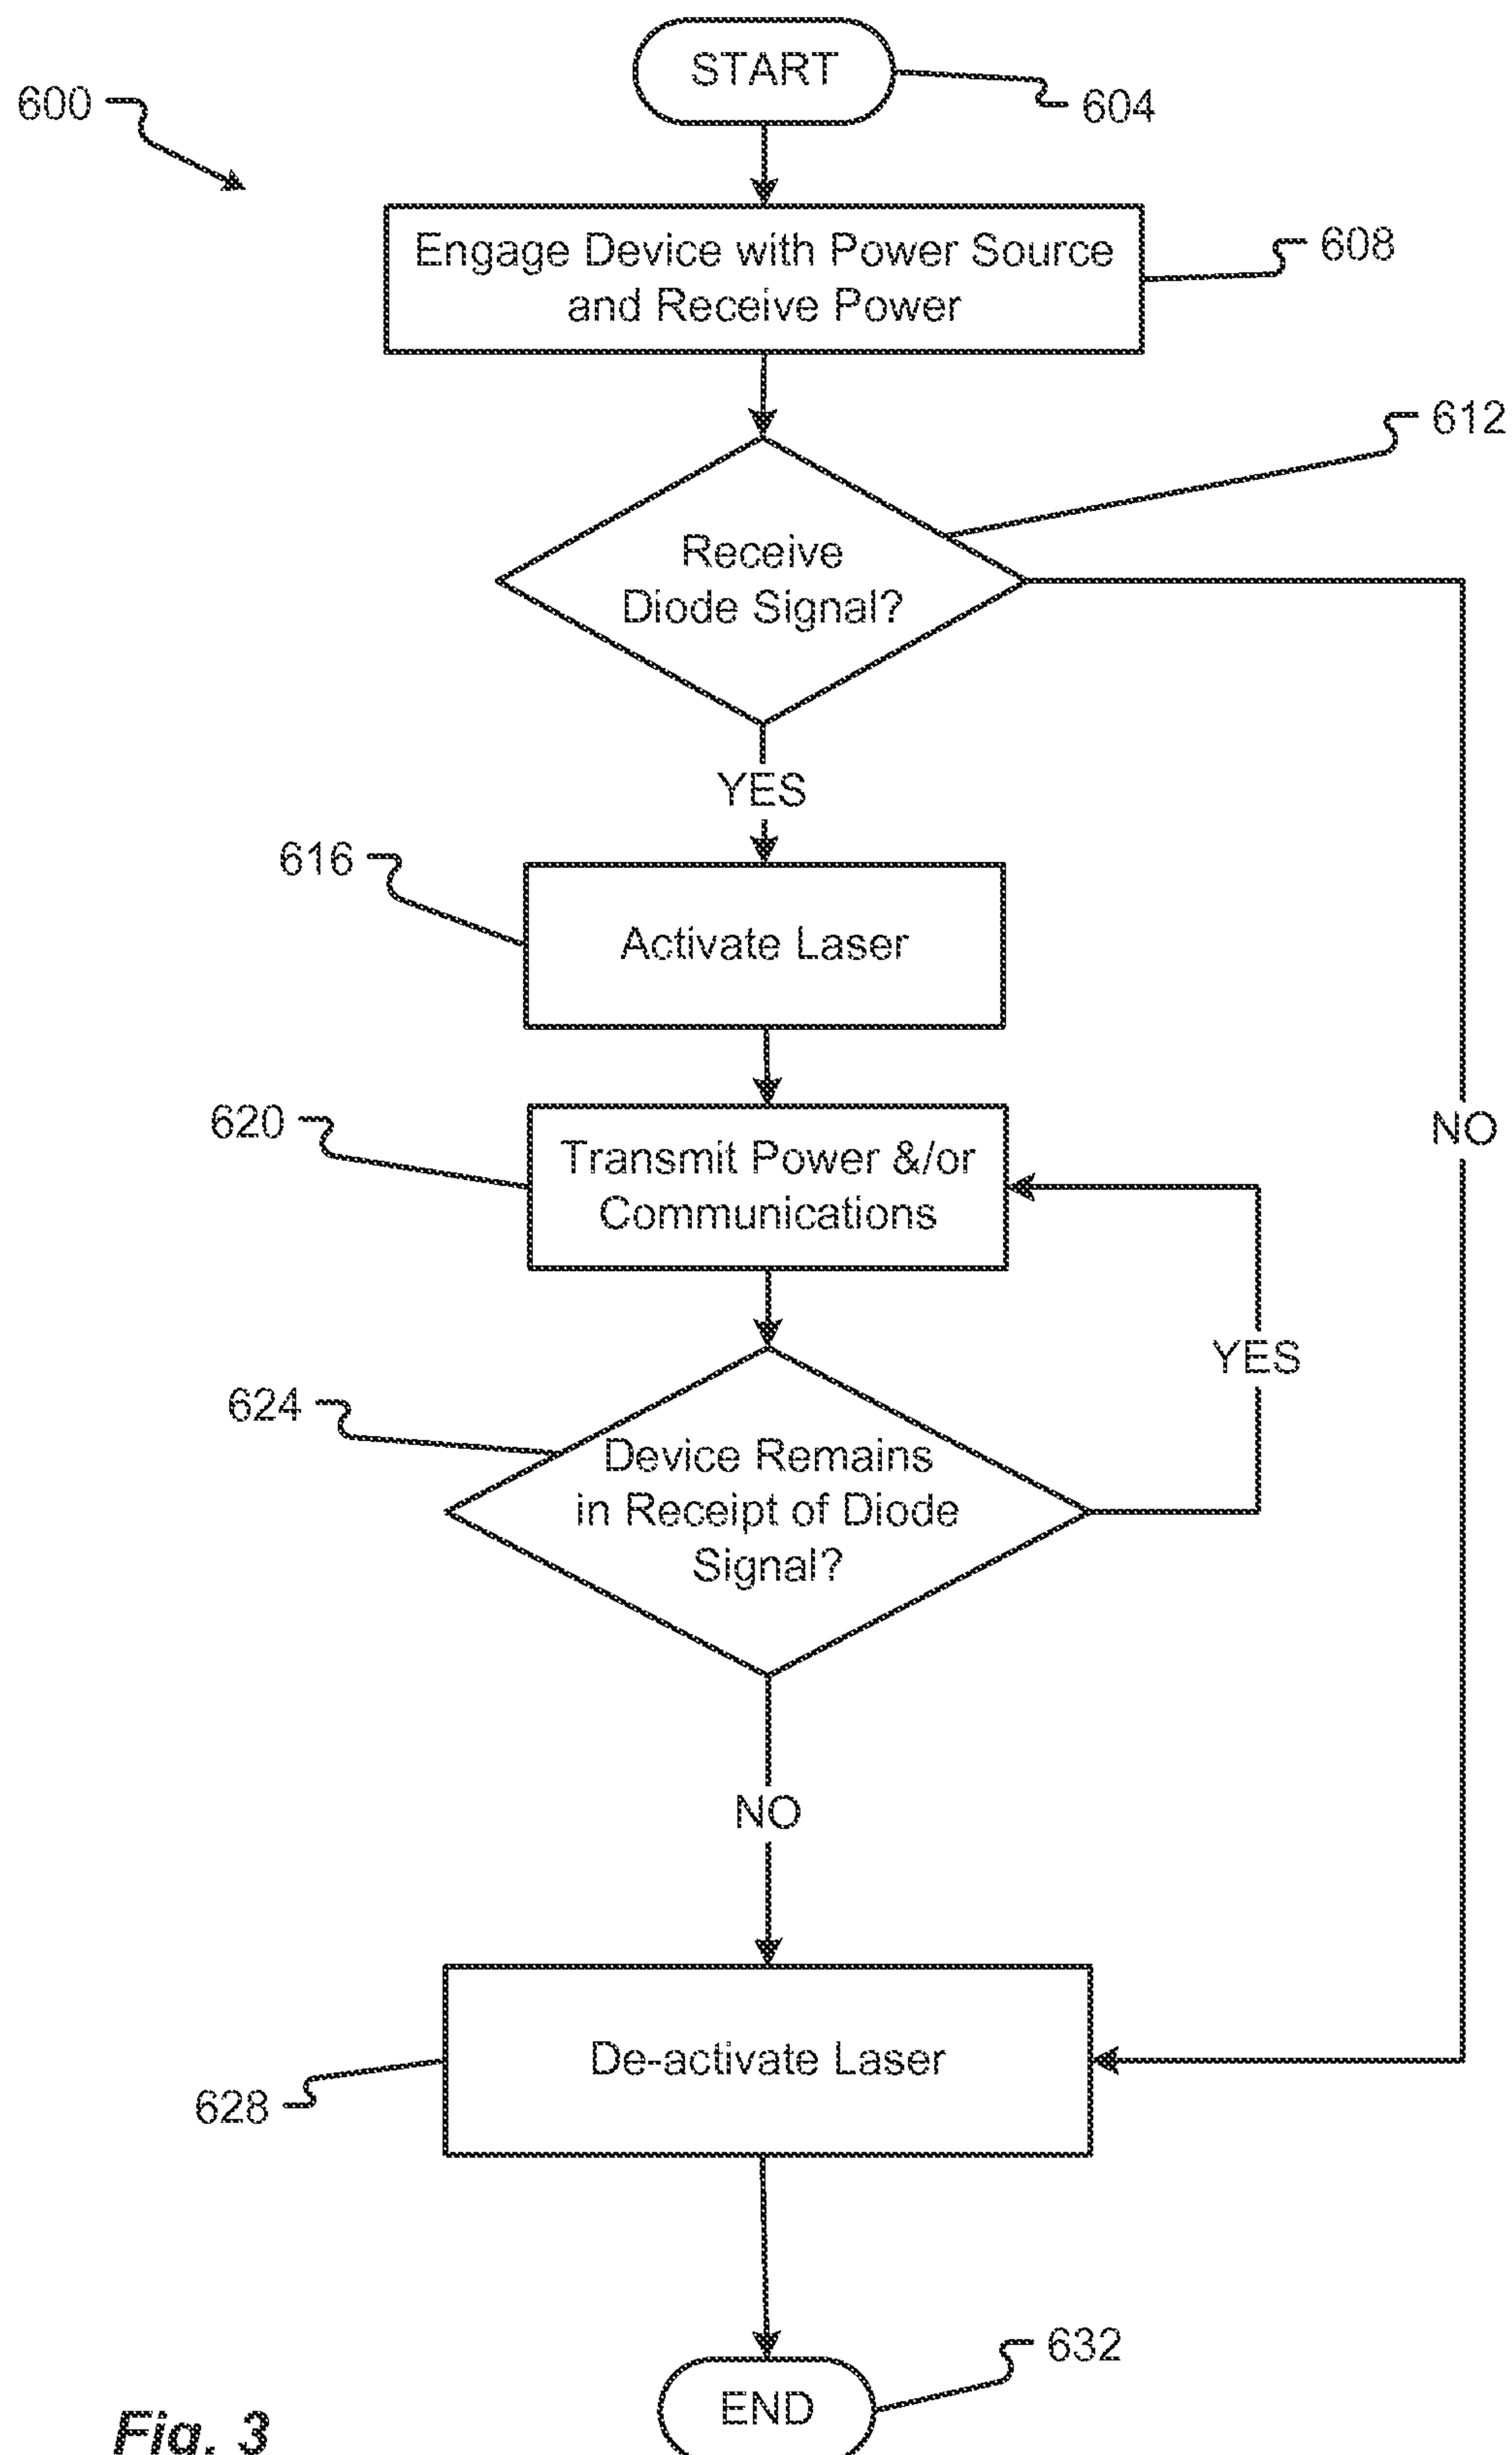 START
600
604
Engage Device with Power Source
and Receive Power
608
612
Receive
Diode Signal?
YES
616
Activate Laser
620
Transmit Power &/or
Communications
NO
YES
624
Device Remains
in Receipt of Diode
Signal?
NO
De-activate Laser
628
632
END
Fig. 3